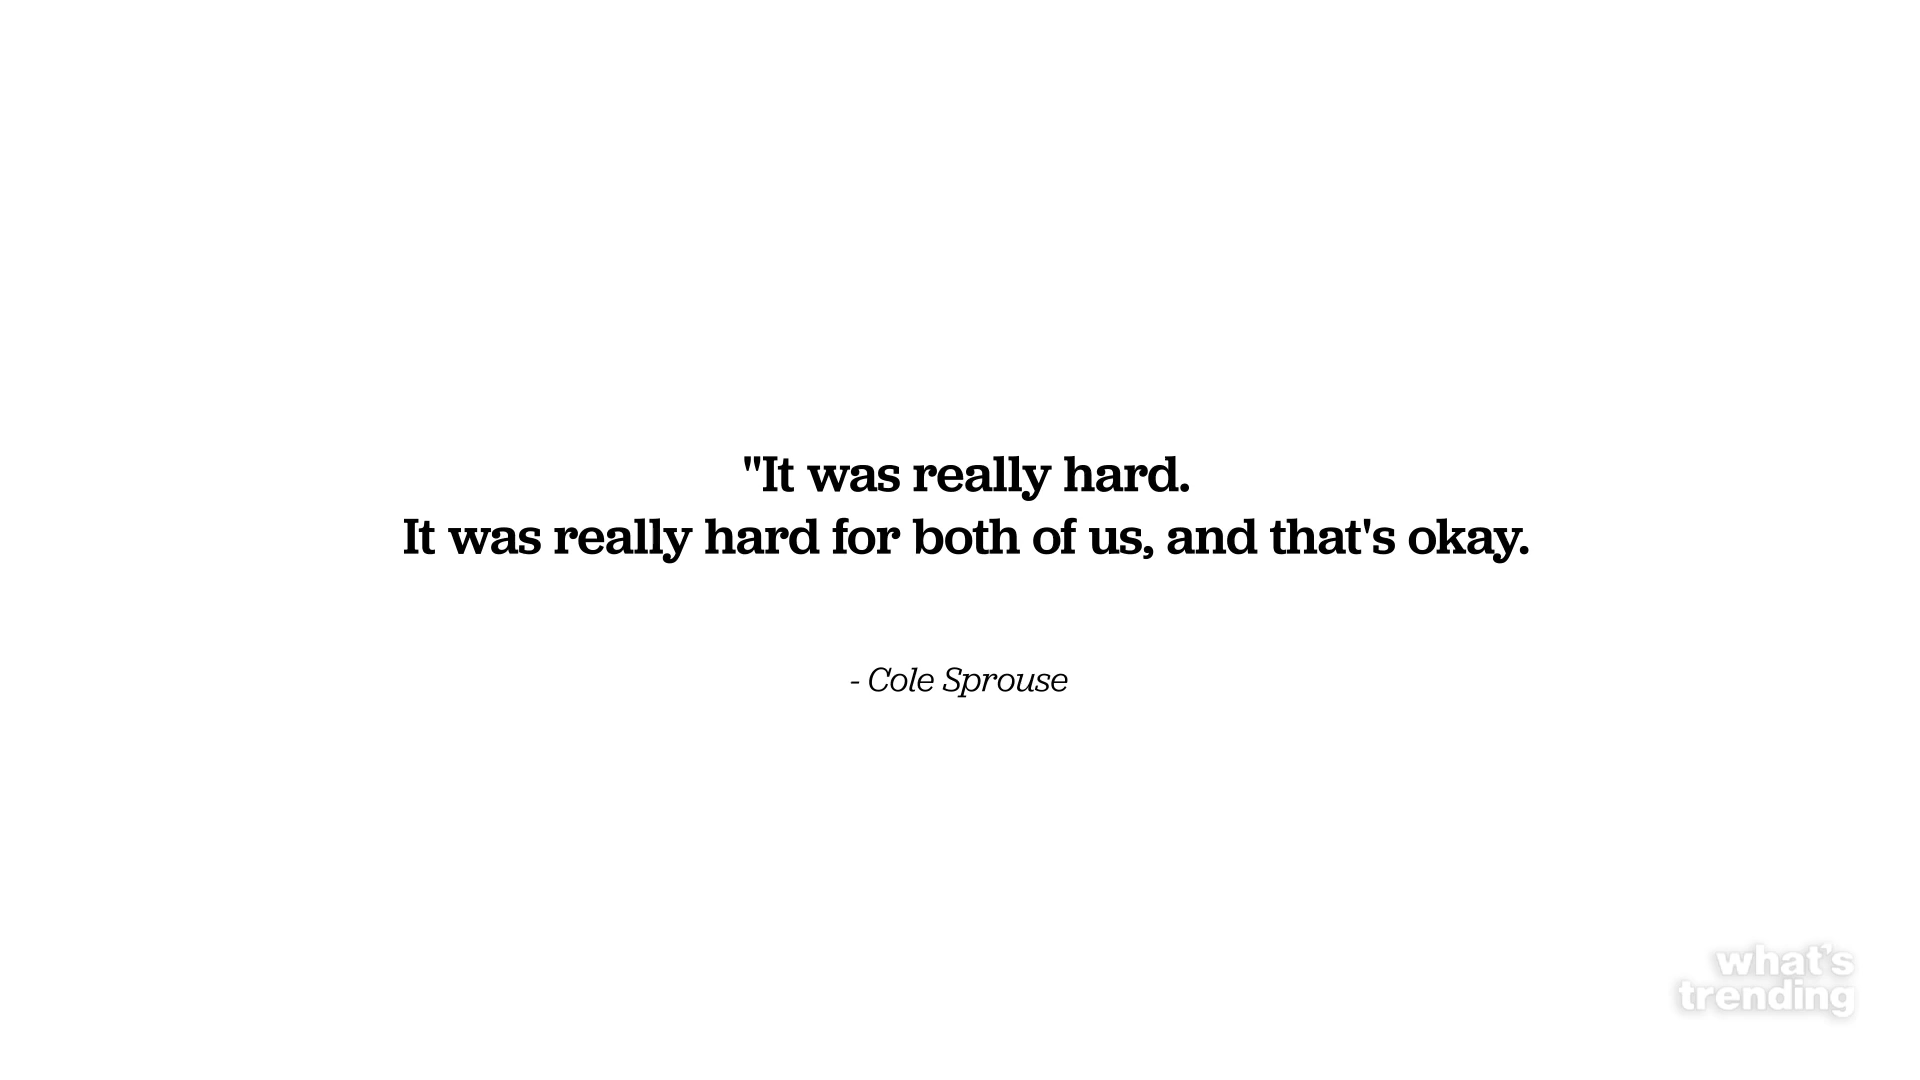 "It was really hard.
It was really hard for both of us, and that's okay.
- Cole Sprouse
what's
trending